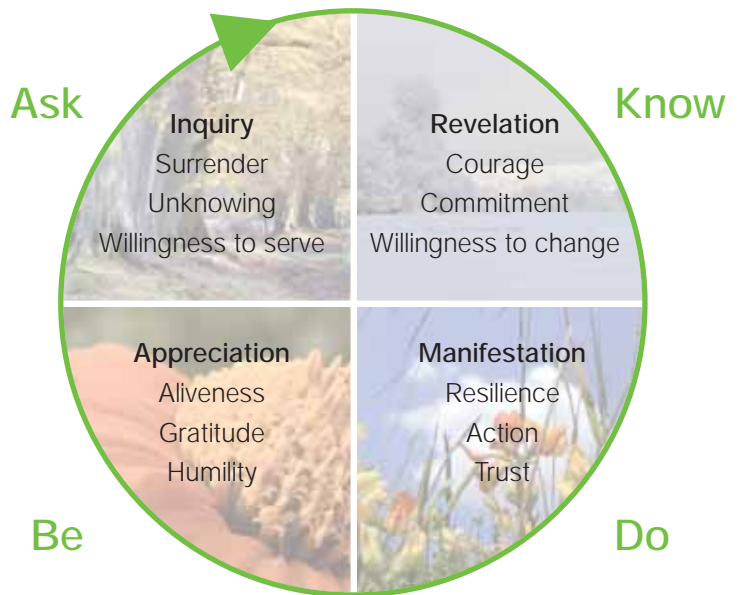 Ask
Inquiry
Surrender
Unknowing
Willingness to serve
Know
Revelation
Courage
Commitment
Willingness to change
Appreciation
Aliveness
Gratitude
Humility
Be
Manifestation
Resilience
Action
Trust
Do